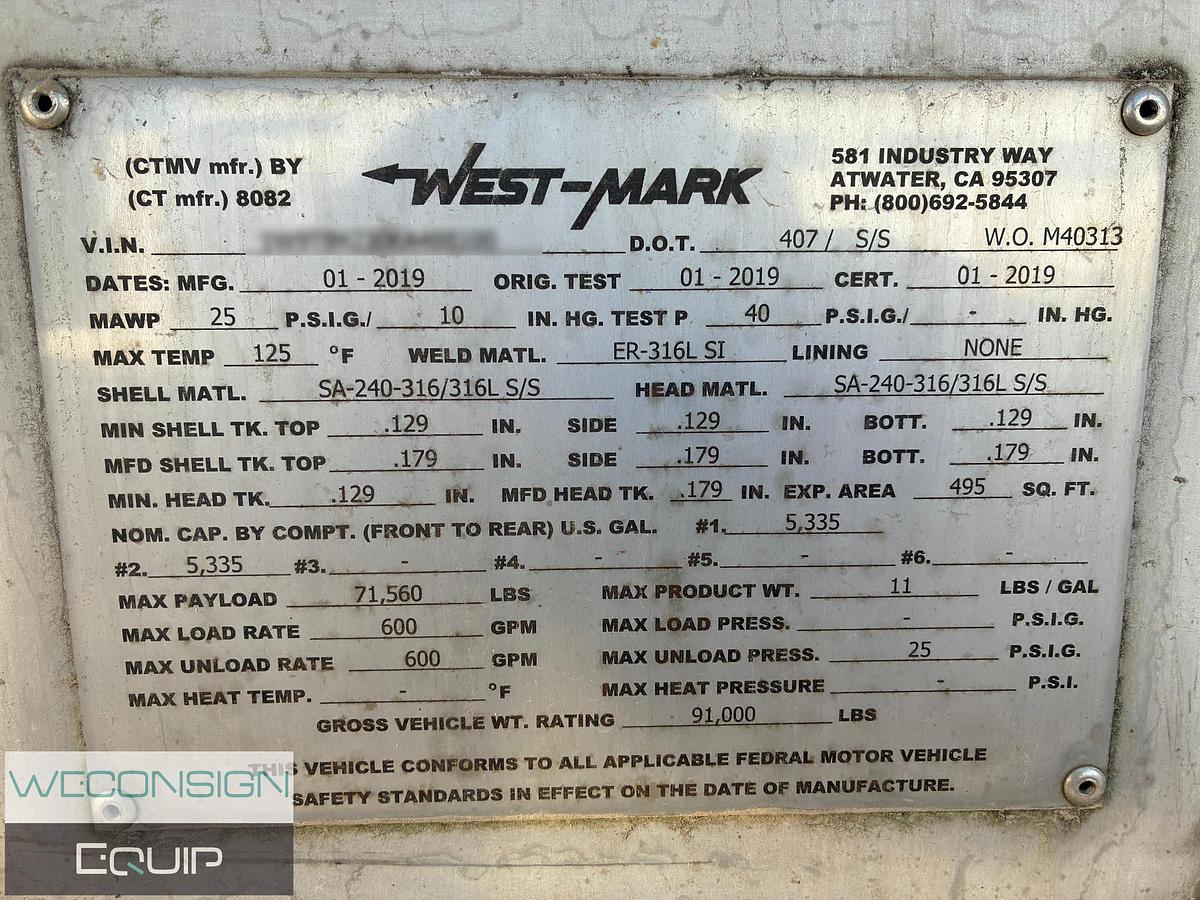 (CTMV mfr.) BY
(CT mfr.) 8082
WEST-MARK
581 INDUSTRY WAY
ATWATER, CA 95307
PH: (800)692-5844
V.I.N. D.O.T. 407 / S/S W.O. M40313
DATES: MFG. 01 - 2019 ORIG. TEST 01 - 2019 CERT. 01 - 2019
MAWP 25 P.S.I.G./ 10 IN. HG. TEST P 40 P.S.I.G./ - IN. HG.
MAX TEMP 125 °F WELD MATL. ER-316L SI LINING NONE
SHELL MATL. SA-240-316/316L S/S HEAD MATL. SA-240-316/316L S/S
MIN SHELL TK. TOP .129 IN. SIDE .129 IN. BOTT. .129 IN.
MFD SHELL TK. TOP .179 IN. SIDE .179 IN. BOTT. .179 IN.
MIN. HEAD TK. .129 IN. MFD HEAD TK. .179 IN. EXP. AREA 495 SQ. FT.
NOM. CAP. BY COMPT. (FRONT TO REAR) U.S. GAL. #1. 5,335
#2. 5,335 #3. - #4. - #5. - #6. -
MAX PAYLOAD 71,560 LBS MAX PRODUCT WT. 11 LBS / GAL
MAX LOAD RATE 600 GPM MAX LOAD PRESS. - P.S.I.G.
MAX UNLOAD RATE 600 GPM MAX UNLOAD PRESS. 25 P.S.I.G.
MAX HEAT TEMP. - °F MAX HEAT PRESSURE - P.S.I.
GROSS VEHICLE WT. RATING 91,000 LBS
THIS VEHICLE CONFORMS TO ALL APPLICABLE FEDRAL MOTOR VEHICLE
SAFETY STANDARDS IN EFFECT ON THE DATE OF MANUFACTURE.
WECONSIGN
EQUIP